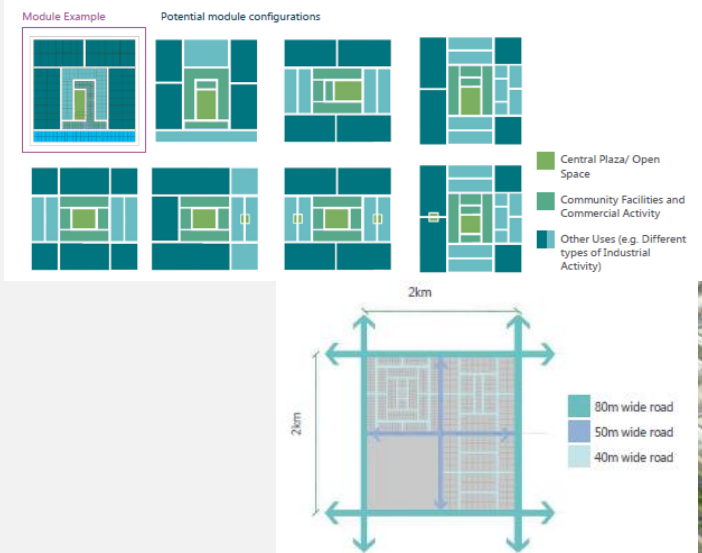 Module Example
Potential module configurations
Central Plaza/ Open
Space
Community Facilities and
Commercial Activity
Other Uses (e.g. Different
types of Industrial
Activity)
2km
2km
80m wide road
50m wide road
40m wide road